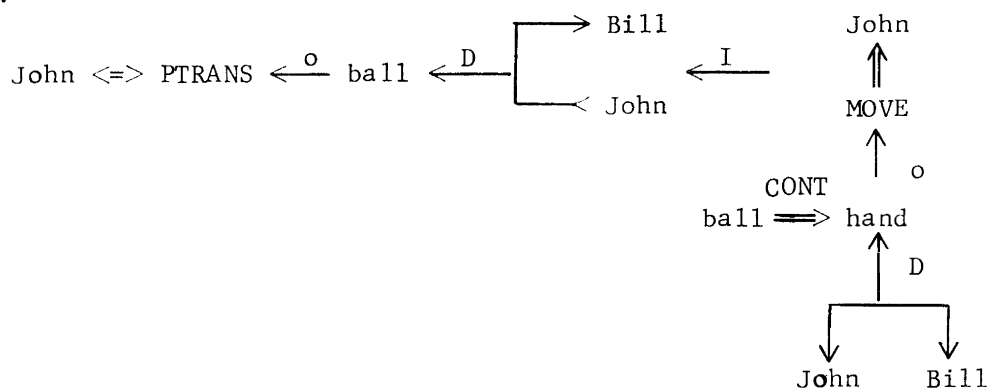 Bill John
John <=> PTRANS o ball D I
John MOVE
o
CONT
ball hand
D
John Bill